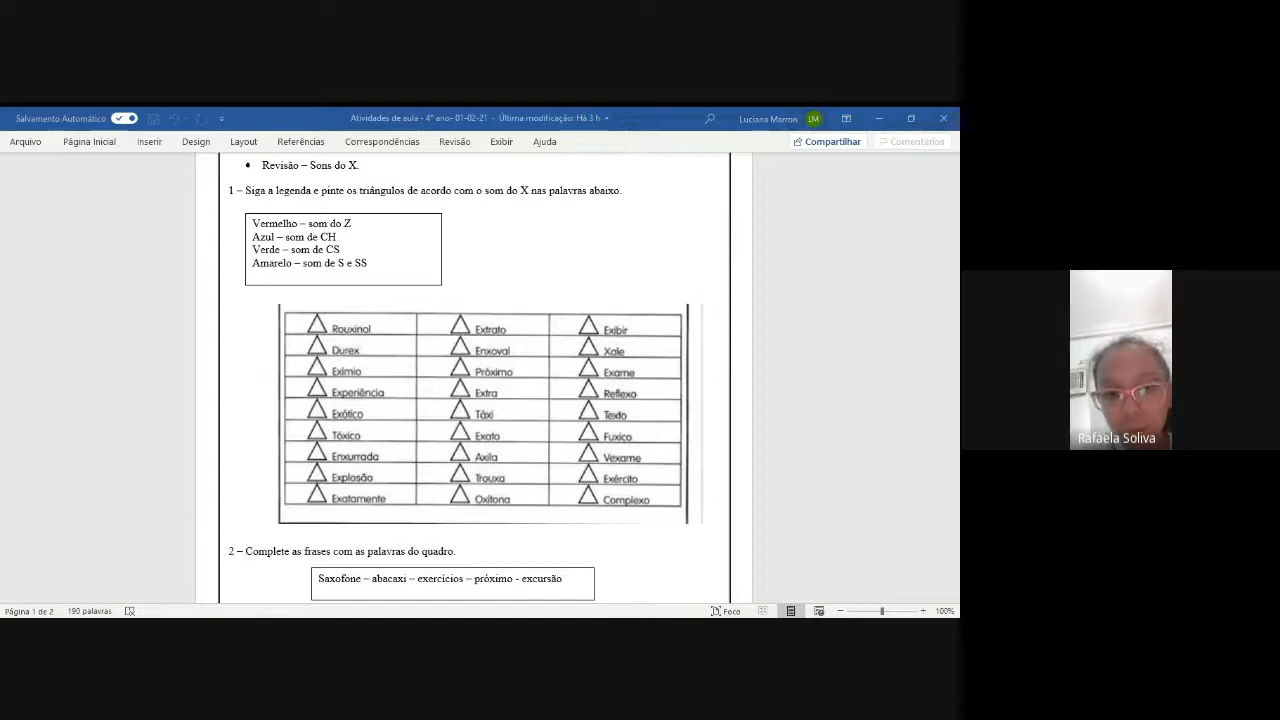 Salvamento Automático
Atividades de aula - 4° ano- 01-02-21 - Última modificação: Há 3 h
Luciana Marron LM
Arquivo Página Inicial Inserir Design Layout Referências Correspondências Revisão Exibir Ajuda Compartilhar Comentários
• Revisão – Sons do X.
1 – Siga a legenda e pinte os triângulos de acordo com o som do X nas palavras abaixo.
Vermelho – som do Z
Azul – som de CH
Verde – som de CS
Amarelo – som de S e SS
Rouxinol Extrato Exibir
Durex Enxoval Xale
Exímio Próximo Exame
Experiência Extra Reflexo
Exótico Táxi Texto
Tóxico Exato Fuxico
Enxurrada Axila Vexame
Explosão Trouxa Exército
Exatamente Oxítona Complexo
2 – Complete as frases com as palavras do quadro.
Saxofone – abacaxi – exercícios – próximo - excursão
Página 1 de 2 190 palavras Foco 100%
Rafaela Soliva